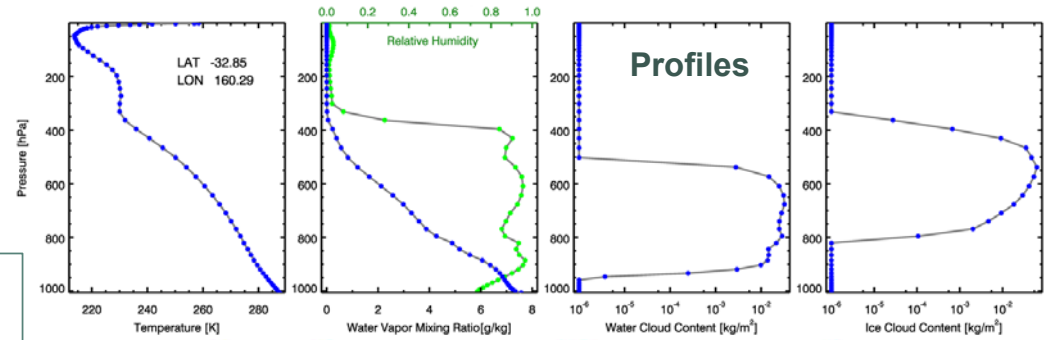 Pressure [hPa]
200
400
600
800
1000
LAT -32.85
LON 160.29
220 240 260 280
Temperature [K]
0.0 0.2 0.4 0.6 0.8 1.0
Relative Humidity
200
400
600
800
1000
0 2 4 6 8
Water Vapor Mixing Ratio[g/kg]
Profiles
200
400
600
800
1000
10⁻⁶ 10⁻⁵ 10⁻⁴ 10⁻³ 10⁻²
Water Cloud Content [kg/m²]
200
400
600
800
1000
10⁻⁶ 10⁻⁵ 10⁻⁴ 10⁻³ 10⁻²
Ice Cloud Content [kg/m²]